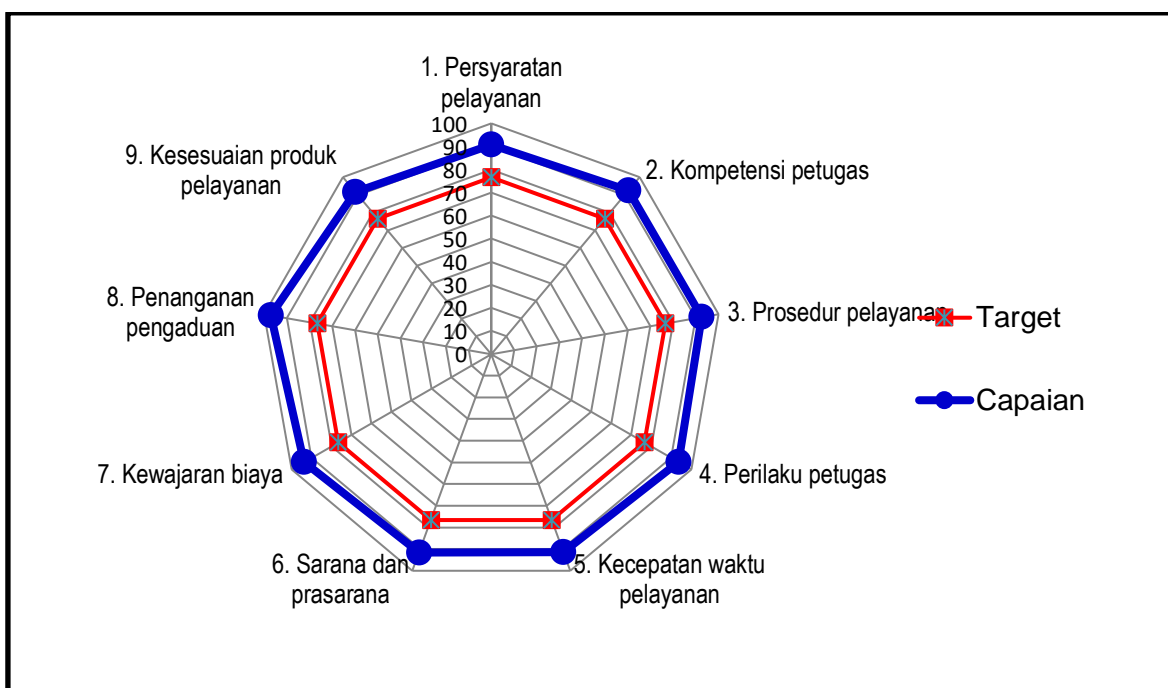 1. Persyaratan
pelayanan
100
90
80
70
60
50
40
30
20
10
0
2. Kompetensi petugas
3. Prosedur pelayanan
4. Perilaku petugas
5. Kecepatan waktu
pelayanan
6. Sarana dan
prasarana
7. Kewajaran biaya
8. Penanganan
pengaduan
9. Kesesuaian produk
pelayanan
Target
Capaian